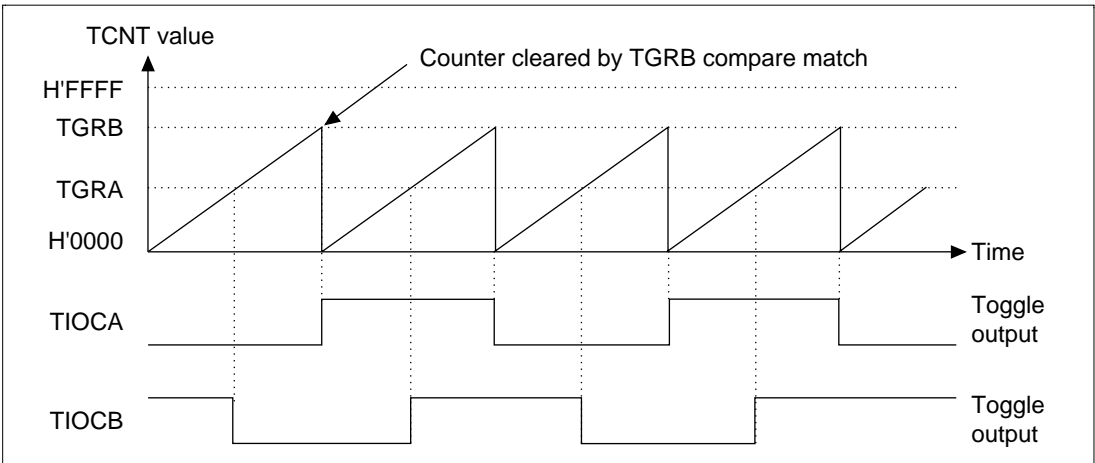 TCNT value
Counter cleared by TGRB compare match
H'FFFF
TGRB
TGRA
H'0000
Time
TIOCA
Toggle
output
TIOCB
Toggle
output